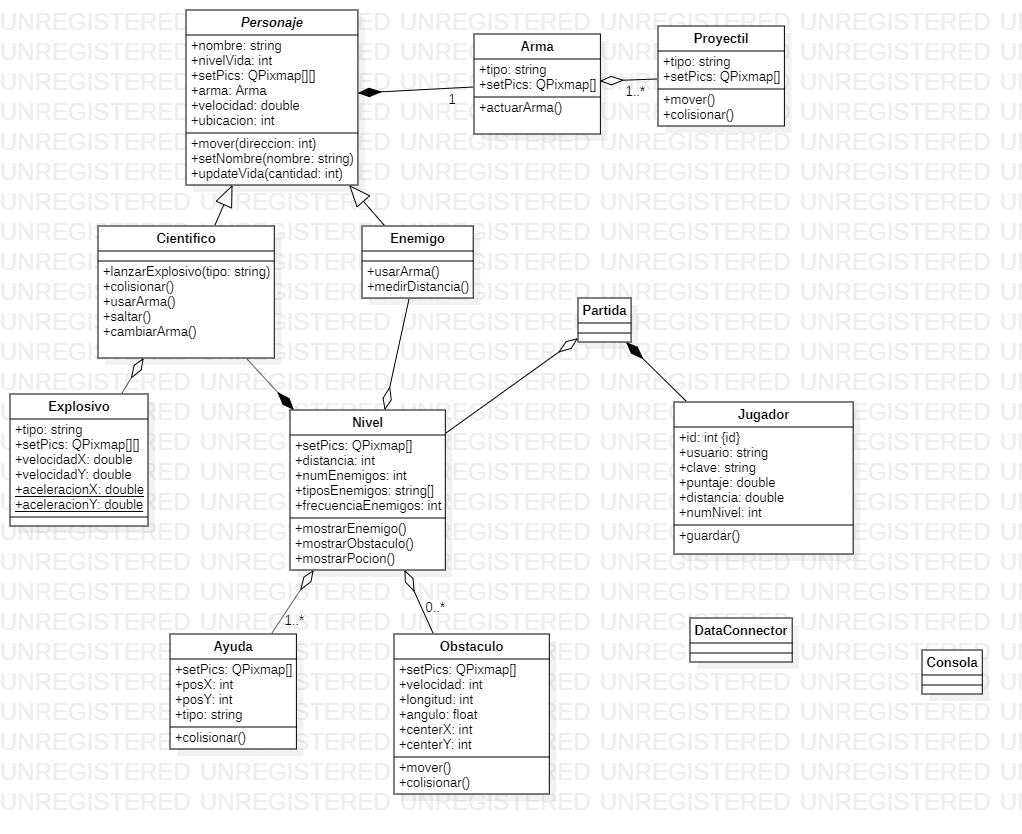 Personaje
+nombre: string
+nivelVida: int
+setPics: QPixmap[][]
+arma: Arma
+velocidad: double
+ubicacion: int
+mover(direccion: int)
+setNombre(nombre: string)
+updateVida(cantidad: int)
1
Arma
+tipo: string
+setPics: QPixmap[]
+actuarArma()
1..*
Proyectil
+tipo: string
+setPics: QPixmap[]
+mover()
+colisionar()
Cientifico
+lanzarExplosivo(tipo: string)
+colisionar()
+usarArma()
+saltar()
+cambiarArma()
Enemigo
+usarArma()
+medirDistancia()
Partida
Explosivo
+tipo: string
+setPics: QPixmap[][]
+velocidadX: double
+velocidadY: double
+aceleracionX: double
+aceleracionY: double
Nivel
+setPics: QPixmap[]
+distancia: int
+numEnemigos: int
+tiposEnemigos: string[]
+frecuenciaEnemigos: int
+mostrarEnemigo()
+mostrarObstaculo()
+mostrarPocion()
Jugador
+id: int {id}
+usuario: string
+clave: string
+puntaje: double
+distancia: double
+numNivel: int
+guardar()
1..*
0..*
Ayuda
+setPics: QPixmap[]
+posX: int
+posY: int
+tipo: string
+colisionar()
Obstaculo
+setPics: QPixmap[]
+velocidad: int
+longitud: int
+angulo: float
+centerX: int
+centerY: int
+mover()
+colisionar()
DataConnector
Consola
UNREGISTERED